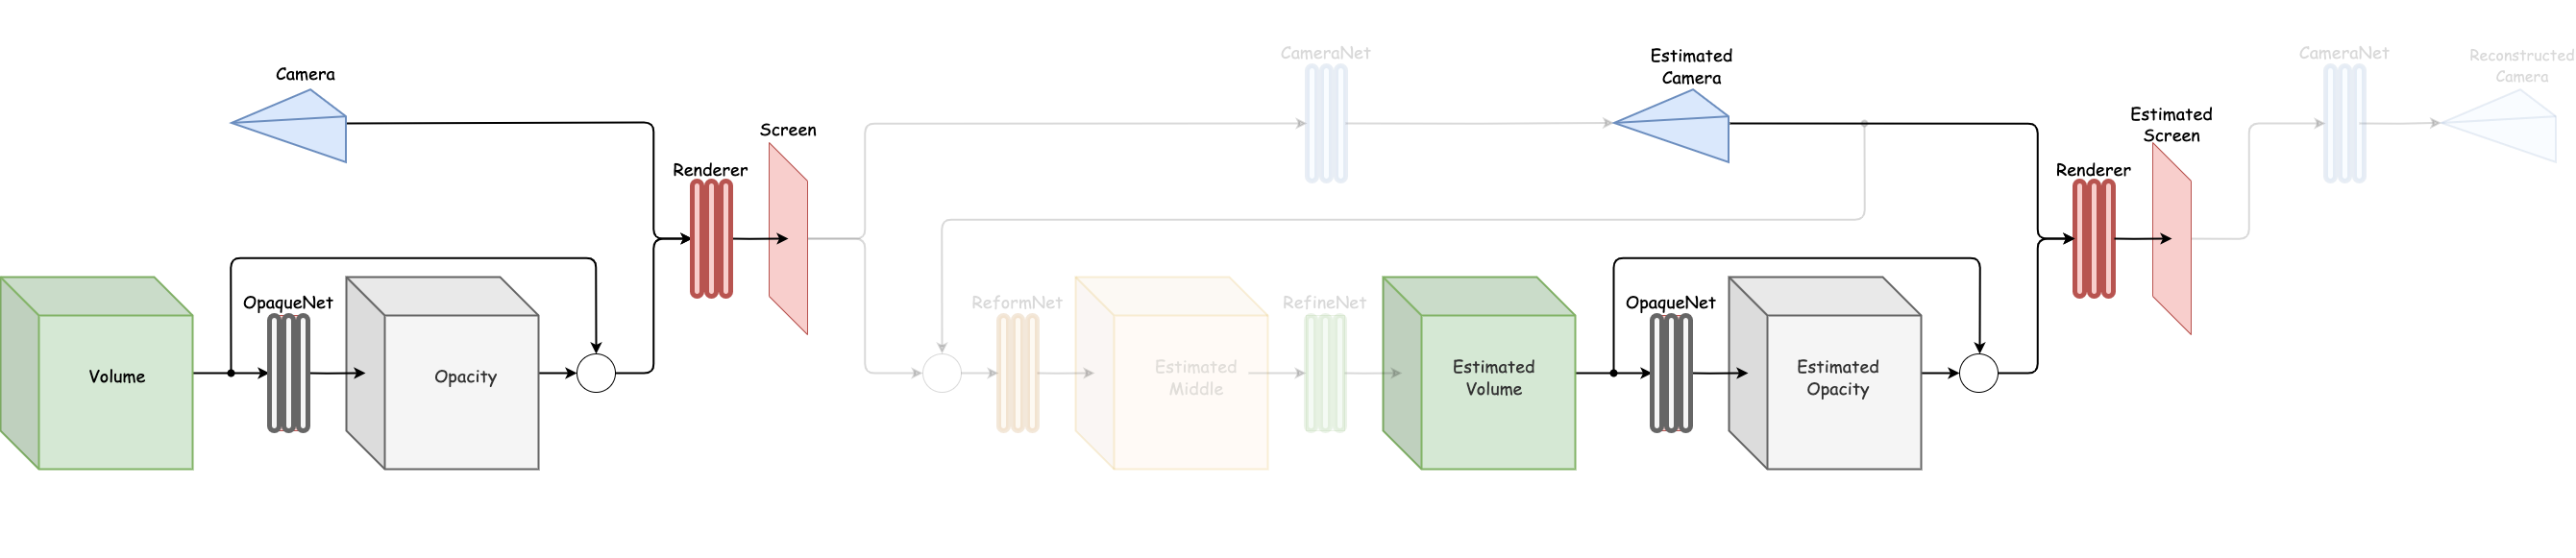 Camera
Renderer
Screen
Volume
OpaqueNet
Opacity
CameraNet
Estimated
Camera
ReformNet
Estimated
Middle
RefineNet
Estimated
Volume
OpaqueNet
Estimated
Opacity
Renderer
Estimated
Screen
CameraNet
Reconstructed
Camera